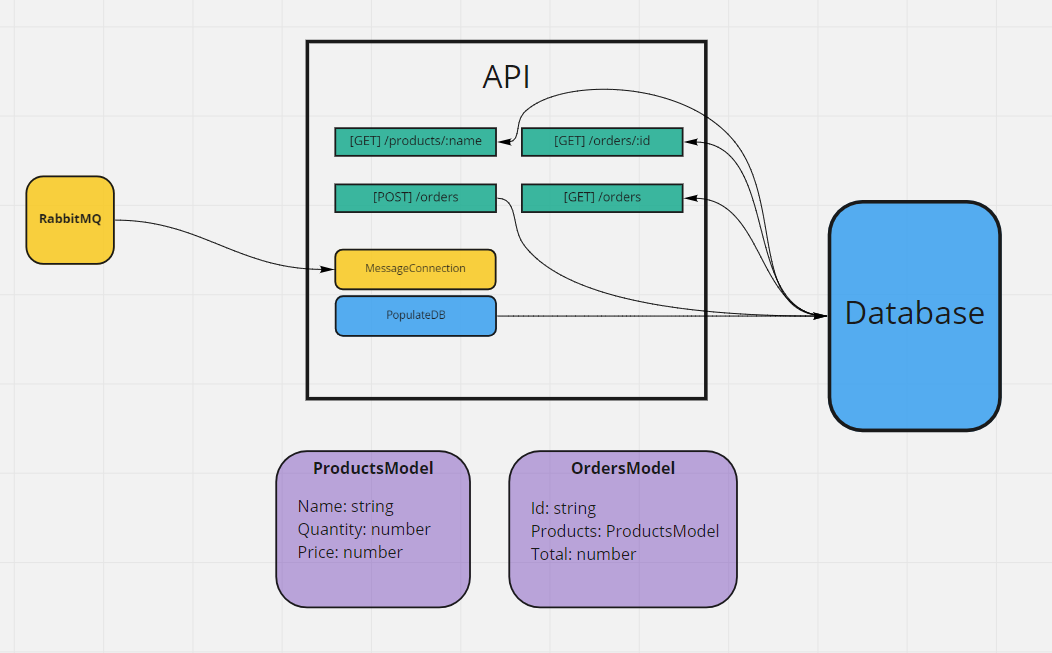 API
[GET] /products/:name
[GET] /orders/:id
[POST] /orders
[GET] /orders
RabbitMQ
MessageConnection
PopulateDB
Database
ProductsModel
Name: string
Quantity: number
Price: number
OrdersModel
Id: string
Products: ProductsModel
Total: number